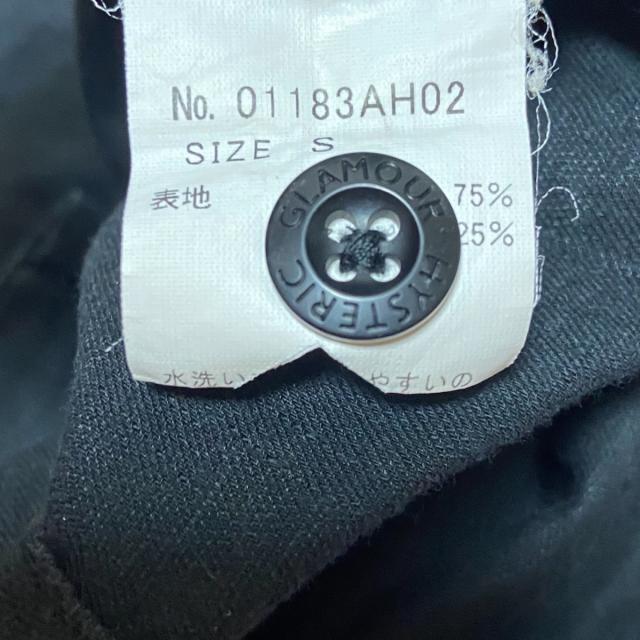 No. 01183AH02
SIZE S
表地 75%
25%
GLAMOUR HYSTERIC
水洗い
やすいの